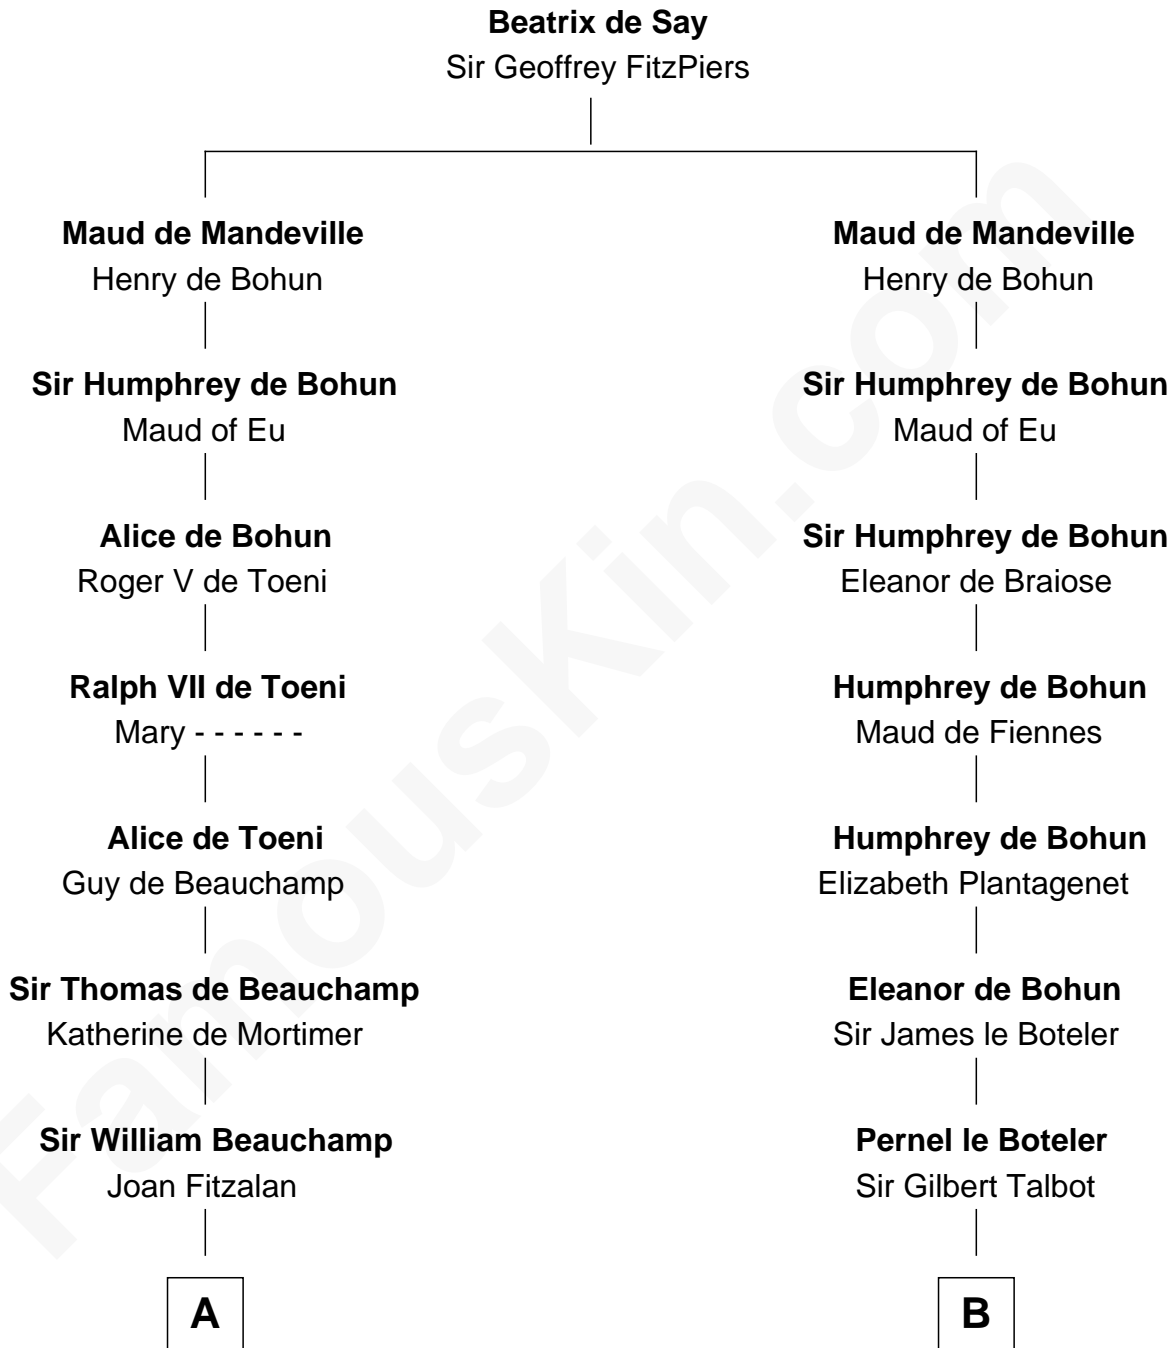 Beatrix de Say
Sir Geoffrey FitzPiers
Maud de Mandeville
Henry de Bohun
Sir Humphrey de Bohun
Maud of Eu
Alice de Bohun
Roger V de Toeni
Ralph VII de Toeni
Mary - - - - - -
Alice de Toeni
Guy de Beauchamp
Sir Thomas de Beauchamp
Katherine de Mortimer
Sir William Beauchamp
Joan Fitzalan
A
Maud de Mandeville
Henry de Bohun
Sir Humphrey de Bohun
Maud of Eu
Sir Humphrey de Bohun
Eleanor de Braiose
Humphrey de Bohun
Maud de Fiennes
Humphrey de Bohun
Elizabeth Plantagenet
Eleanor de Bohun
Sir James le Boteler
Pernel le Boteler
Sir Gilbert Talbot
B
FamousKin.com